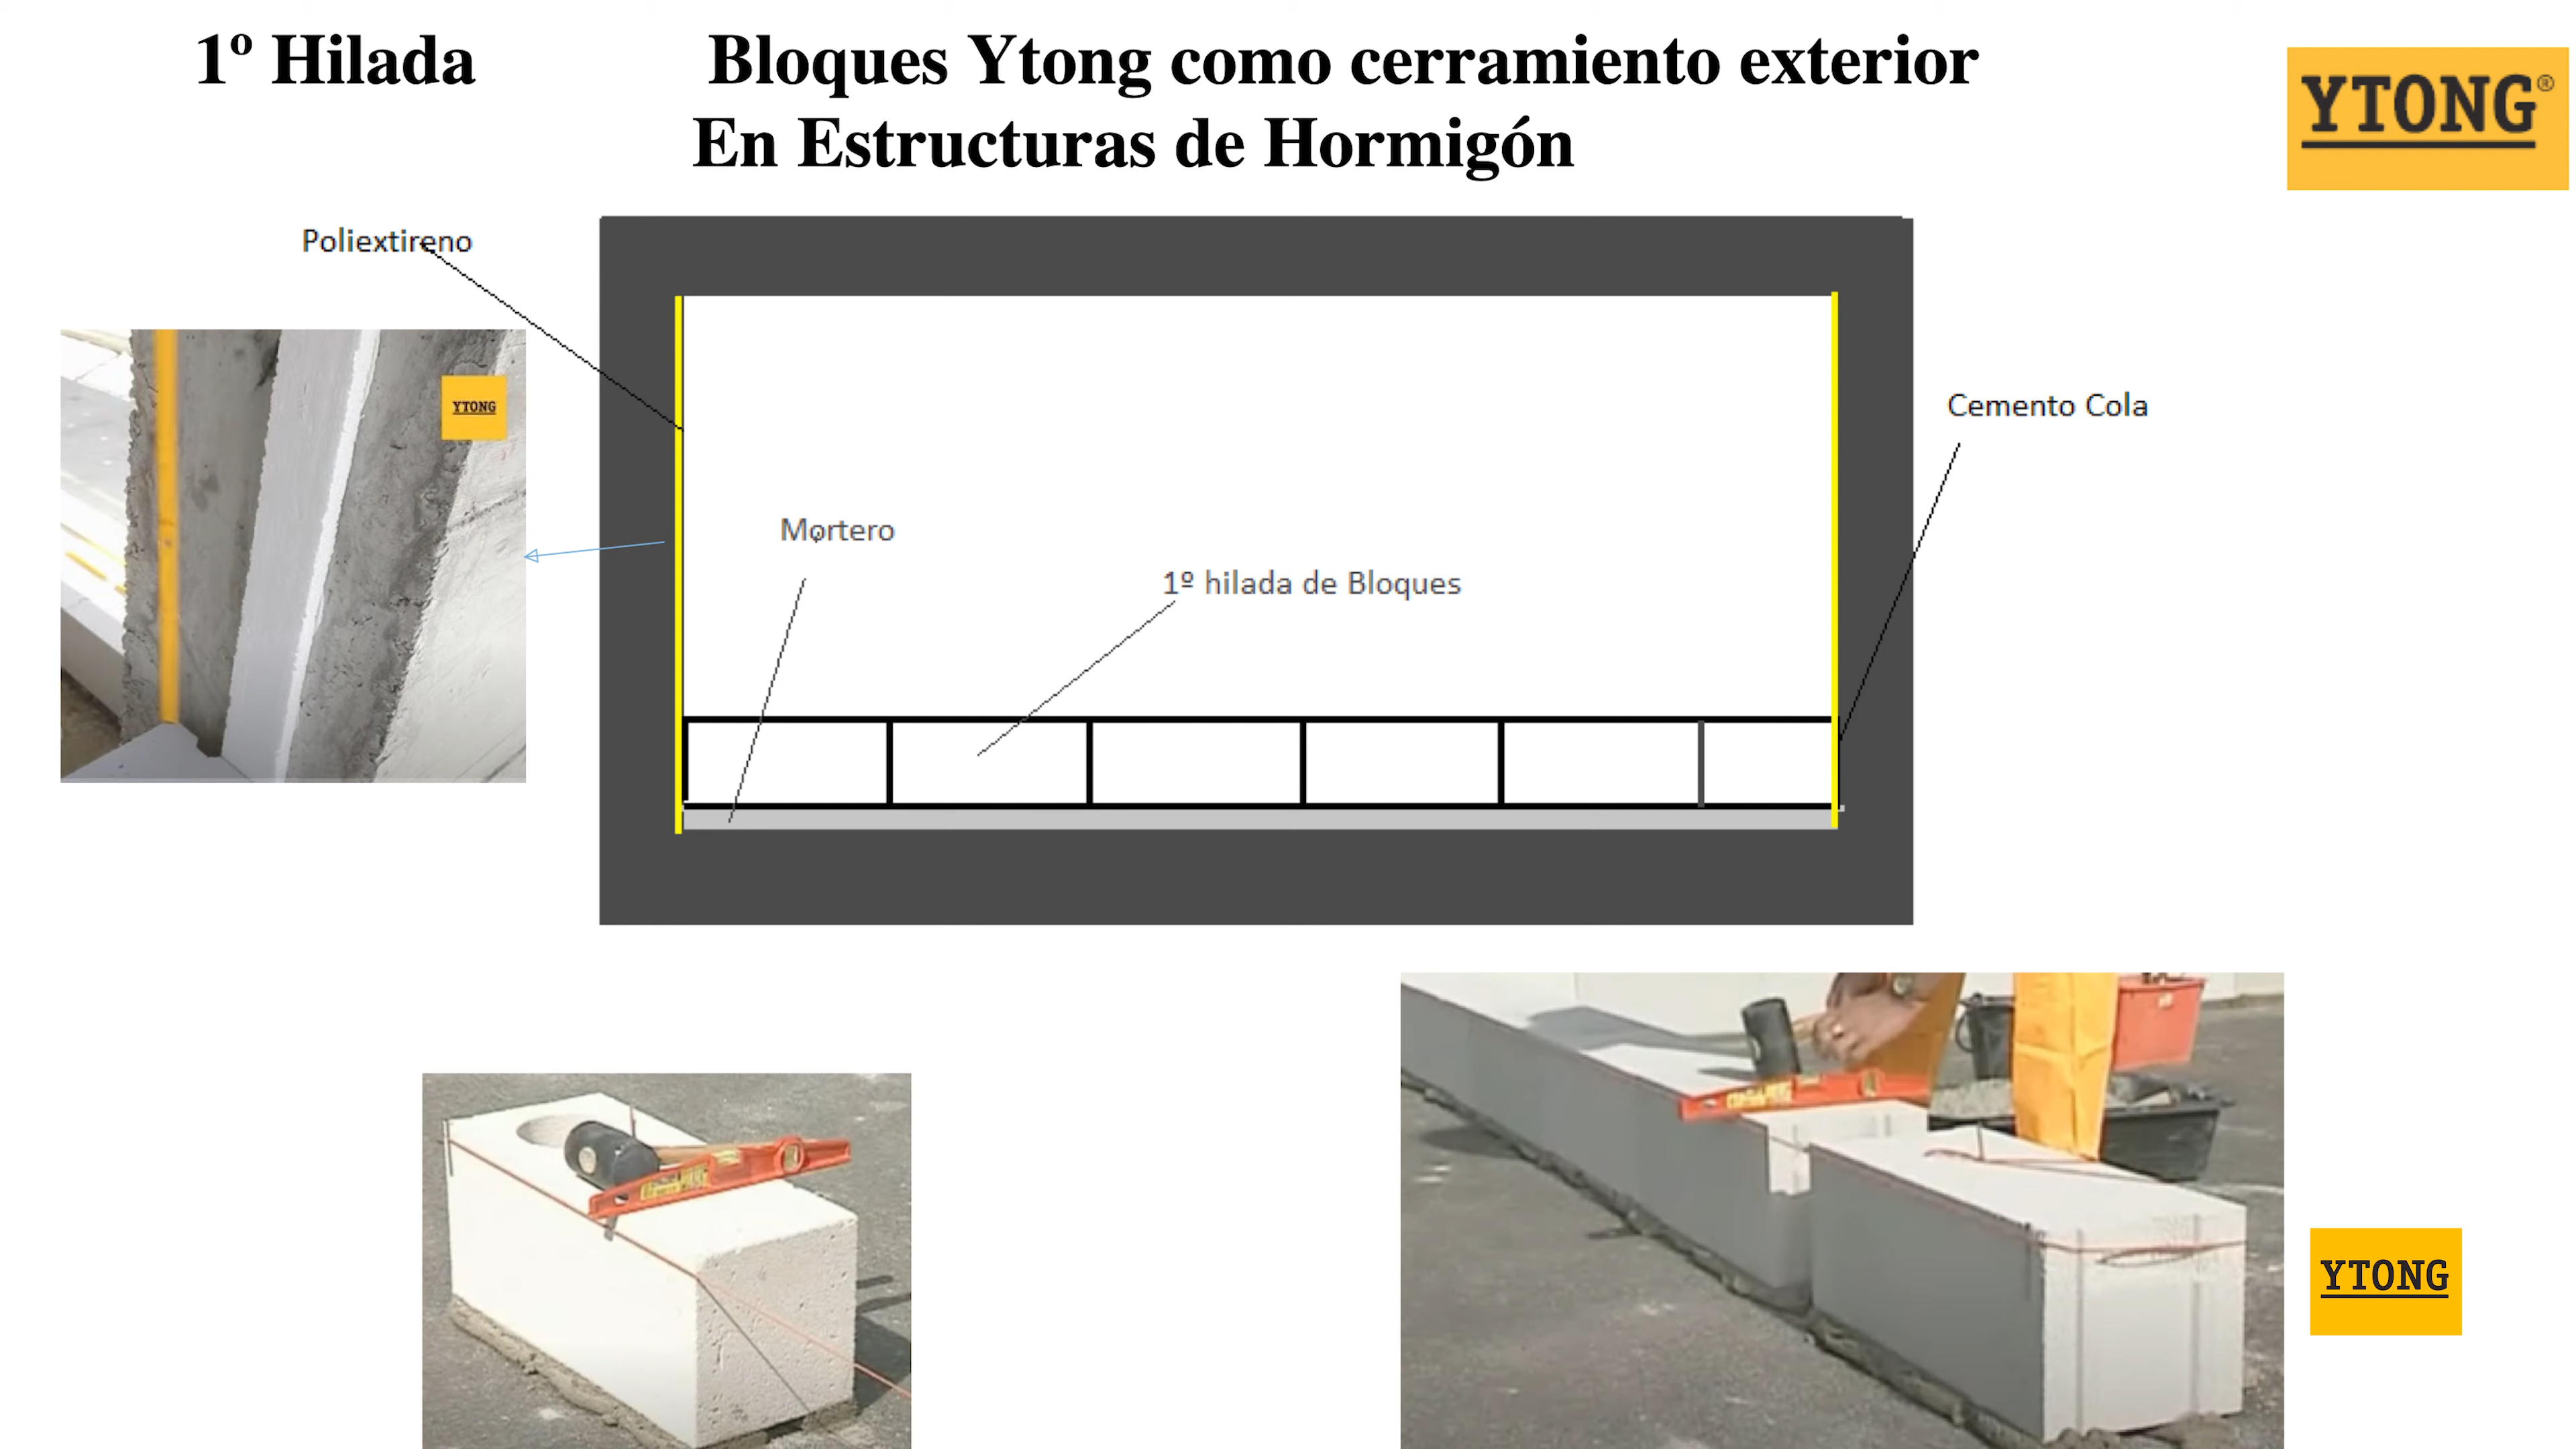 1º Hilada
Bloques Ytong como cerramiento exterior
En Estructuras de Hormigón
YTONG®
Poliextireno
YTONG
Cemento Cola
Mortero
1º hilada de Bloques
YTONG